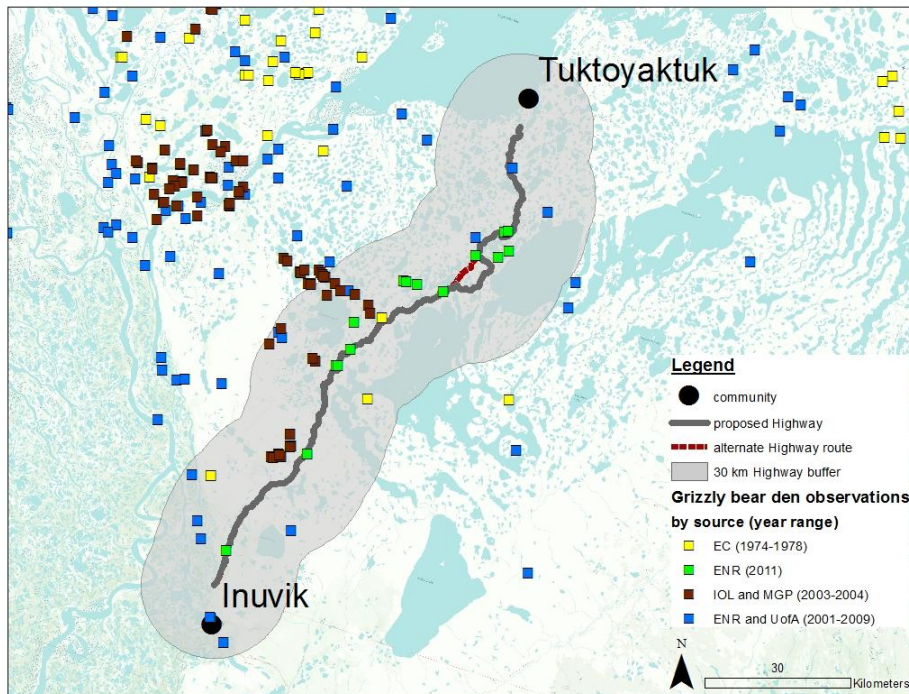 Tuktoyaktuk
Inuvik
Legend
community
proposed Highway
alternate Highway route
30 km Highway buffer
Grizzly bear den observations
by source (year range)
EC (1974-1978)
ENR (2011)
IOL and MGP (2003-2004)
ENR and UofA (2001-2009)
N
30
Kilometers